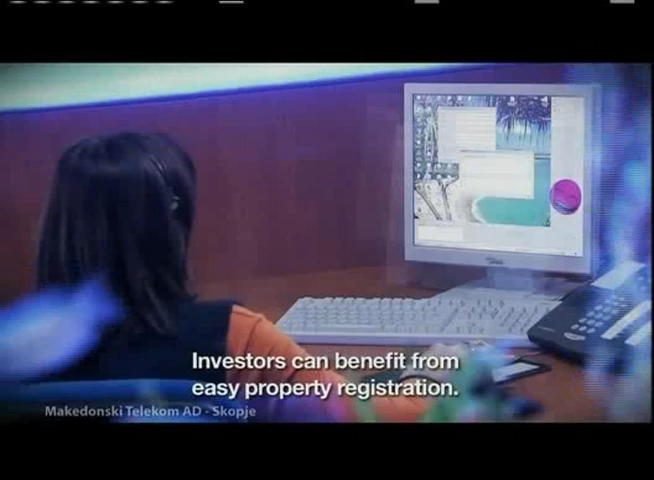 Investors can benefit from
easy property registration.
Makedonski Telekom AD - Skopje